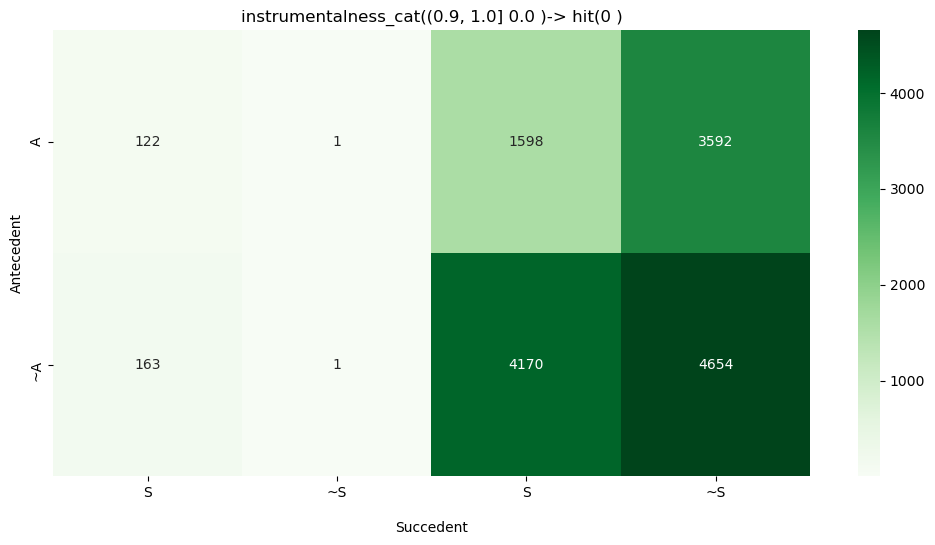 instrumentalness_cat((0.9, 1.0] 0.0 )-> hit(0 )
Antecedent
A
122 1 1598 3592
~A
163 1 4170 4654
S ~S S ~S
Succedent
4000
3000
2000
1000